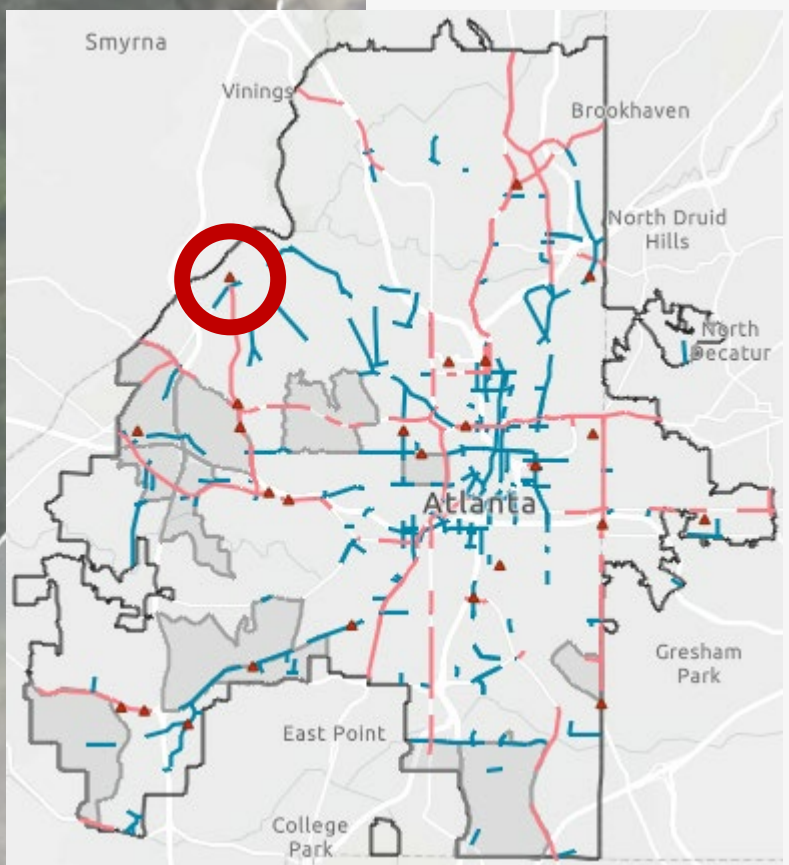 Smyrna
Vinings
Brookhaven
North Druid
Hills
North
Decatur
Atlanta
Gresham
Park
East Point
College
Park